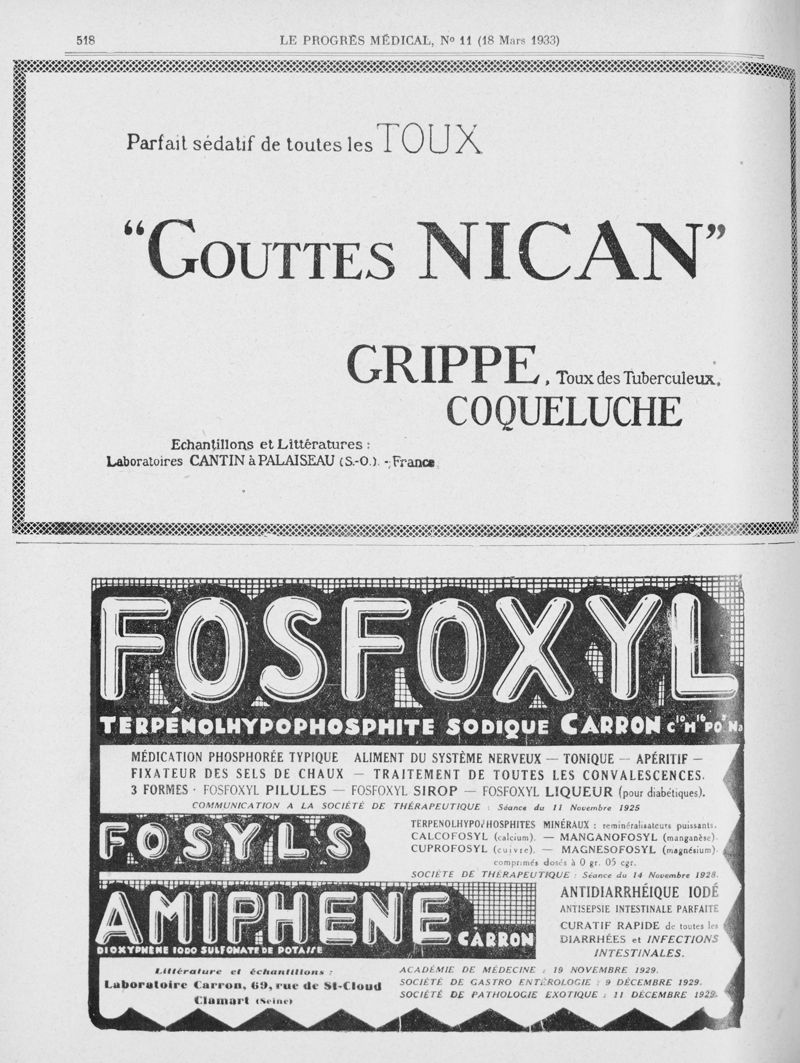 518
LE PROGRÈS MÉDICAL, Nº 11 (18 Mars 1933)
Parfait sédatif de toutes les TOUX
"GOUTTES NICAN"
GRIPPE, Toux des Tuberculeux,
COQUELUCHE
Echantillons et Littératures :
Laboratoires CANTIN à PALAISEAU (S.-O.). - France
FOSFOXYL
TERPÉNOLHYPOPHOSPHITE SODIQUE CARRON C¹⁰H¹⁶PO³Na
MÉDICATION PHOSPHORÉE TYPIQUE ALIMENT DU SYSTÈME NERVEUX — TONIQUE — APÉRITIF —
FIXATEUR DES SELS DE CHAUX — TRAITEMENT DE TOUTES LES CONVALESCENCES.
3 FORMES · FOSFOXYL PILULES — FOSFOXYL SIROP — FOSFOXYL LIQUEUR (pour diabétiques).
COMMUNICATION A LA SOCIÉTÉ DE THÉRAPEUTIQUE : Séance du 11 Novembre 1925
FOSYLS
TERPENOLHYPO/HOSPHITES MINÉRAUX : reminéralisateurs puissants.
CALCOFOSYL (calcium). — MANGANOFOSYL (manganèse).
CUPROFOSYL (cuivre). — MAGNESOFOSYL (magnésium).
comprimés dosés à 0 gr. 05 cgr.
SOCIÉTÉ DE THÉRAPEUTIQUE : Séance du 14 Novembre 1928.
AMIPHENE CARRON
DIOXYPHÈNE IODO SULFONATE DE POTASSE
ANTIDIARRHÉIQUE IODÉ
ANTISEPSIE INTESTINALE PARFAITE
CURATIF RAPIDE de toutes les
DIARRHÉES et INFECTIONS
INTESTINALES.
Littérature et échantillons :
Laboratoire Carron, 69, rue de St-Cloud
Clamart (Seine)
ACADÉMIE DE MÉDECINE : 19 NOVEMBRE 1929.
SOCIÉTÉ DE GASTRO ENTÉROLOGIE : 9 DÉCEMBRE 1929.
SOCIÉTÉ DE PATHOLOGIE EXOTIQUE : 11 DÉCEMBRE 1929.